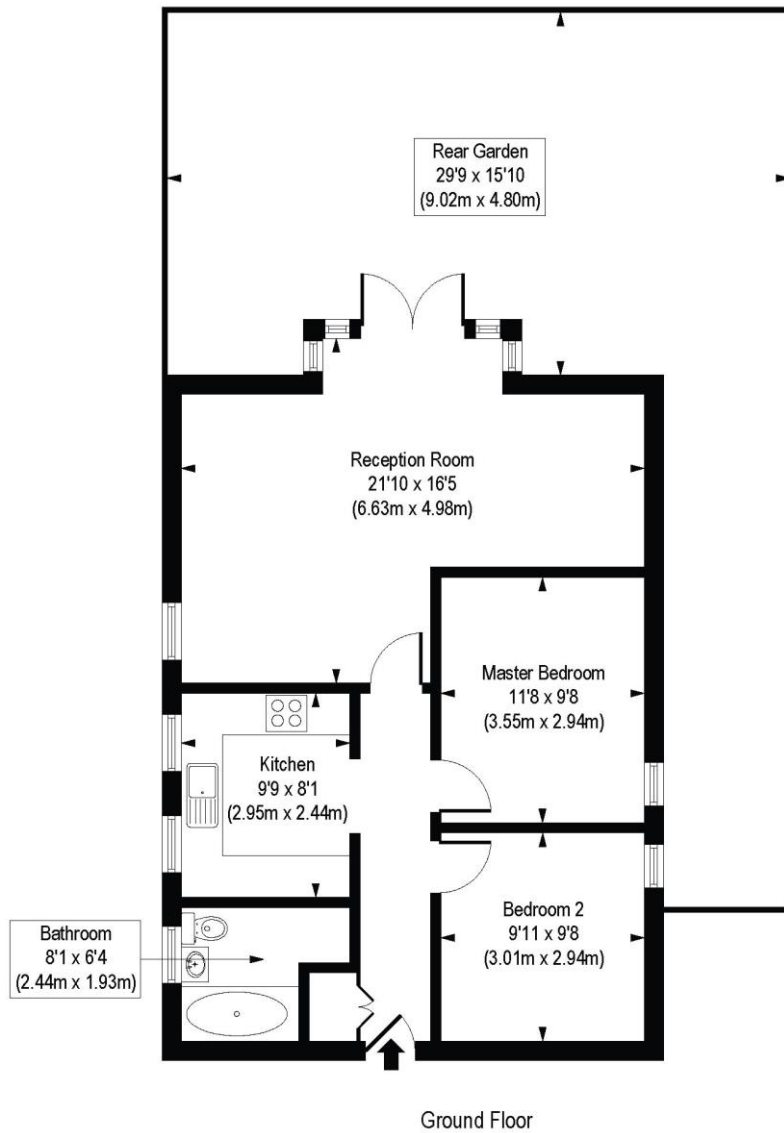 Rear Garden
29'9 x 15'10
(9.02m x 4.80m)
Reception Room
21'10 x 16'5
(6.63m x 4.98m)
Master Bedroom
11'8 x 9'8
(3.55m x 2.94m)
Kitchen
9'9 x 8'1
(2.95m x 2.44m)
Bathroom
8'1 x 6'4
(2.44m x 1.93m)
Bedroom 2
9'11 x 9'8
(3.01m x 2.94m)
Ground Floor